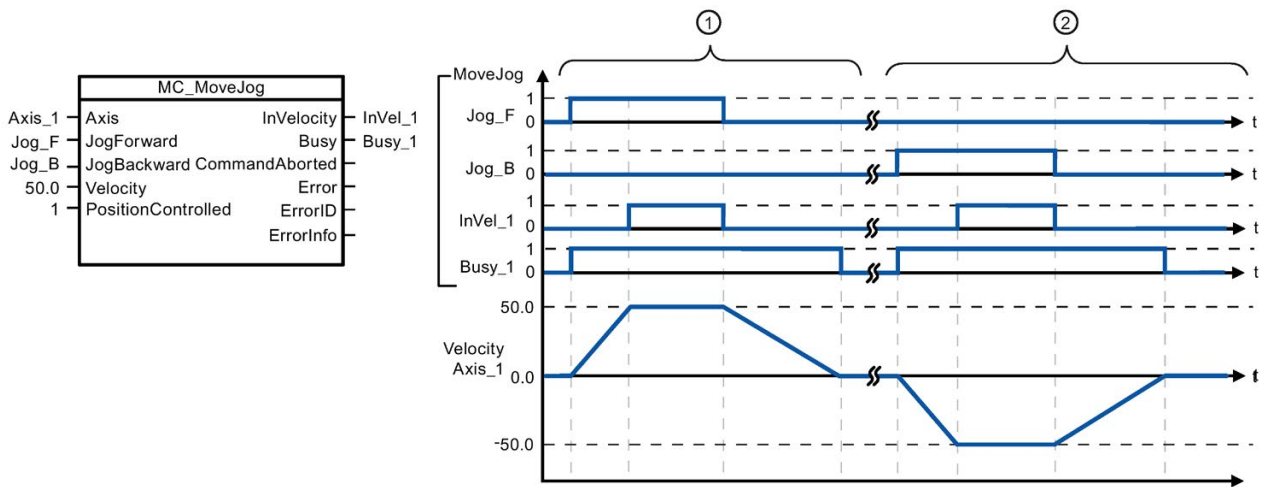 ① ②
MC_MoveJog
Axis_1 Axis InVelocity InVel_1
Jog_F JogForward Busy Busy_1
Jog_B JogBackward CommandAborted
50.0 Velocity Error
1 PositionControlled ErrorID
ErrorInfo
MoveJog
1
Jog_F
0 t
1
Jog_B
0 t
1
InVel_1
0 t
1
Busy_1
0 t
50.0
Velocity
Axis_1
0.0 t
-50.0